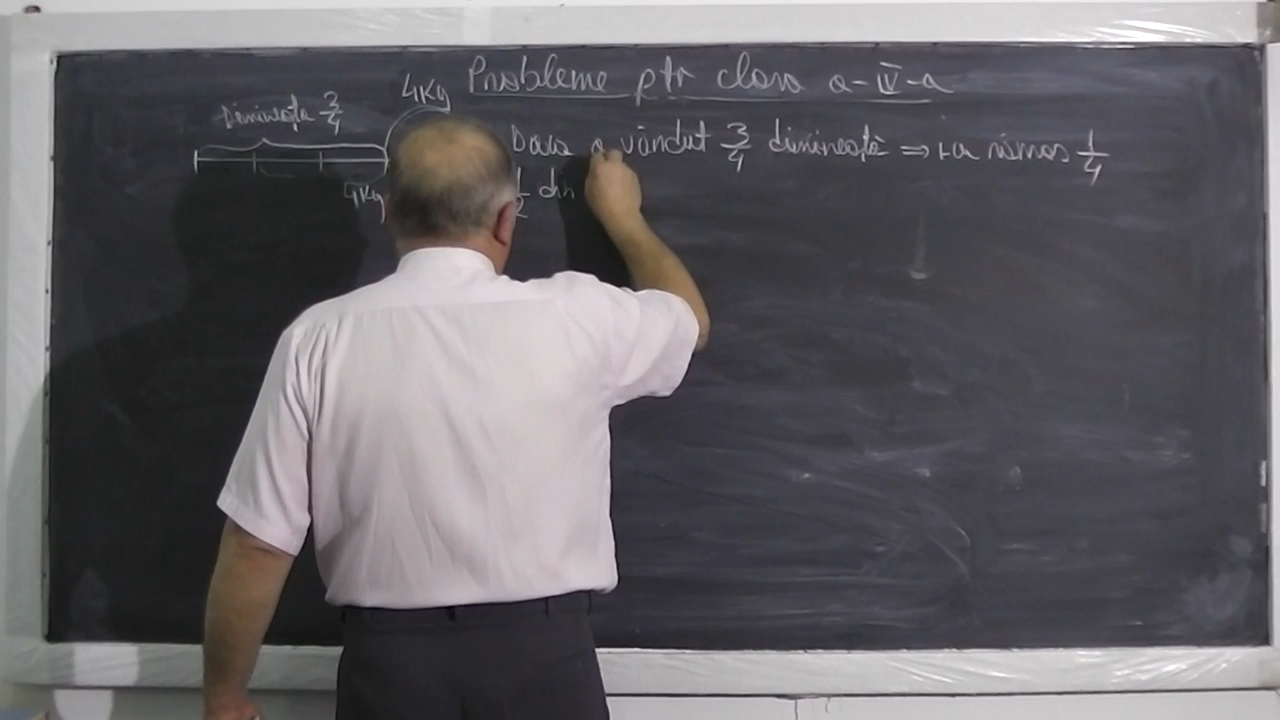 Probleme ptr clasa a-IV-a
4Kg
Dimineața 3/4
4Kg
Daca a vândut 3/4 dimineață ⇒ i-a rămas 1/4
1/2 din